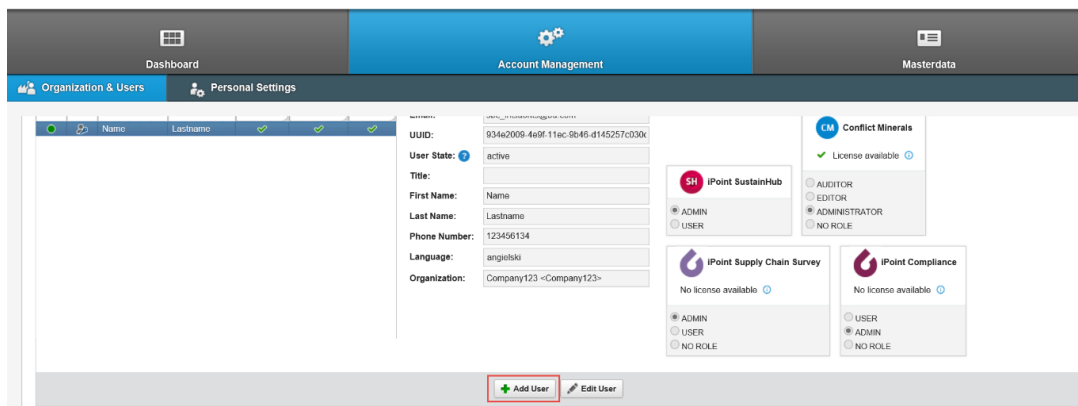 Dashboard
Account Management
Masterdata
Organization & Users
Personal Settings
Name Lastname
Email:
UUID: 934e2009-4e9f-11ec-9b46-d145257c030
User State: ? active
Title:
First Name: Name
Last Name: Lastname
Phone Number: 123456134
Language: angielski
Organization: Company123 <Company123>
SH iPoint SustainHub
ADMIN
USER
CM Conflict Minerals
License available
AUDITOR
EDITOR
ADMINISTRATOR
NO ROLE
iPoint Supply Chain Survey
No license available
ADMIN
USER
NO ROLE
iPoint Compliance
No license available
USER
ADMIN
NO ROLE
Add User
Edit User